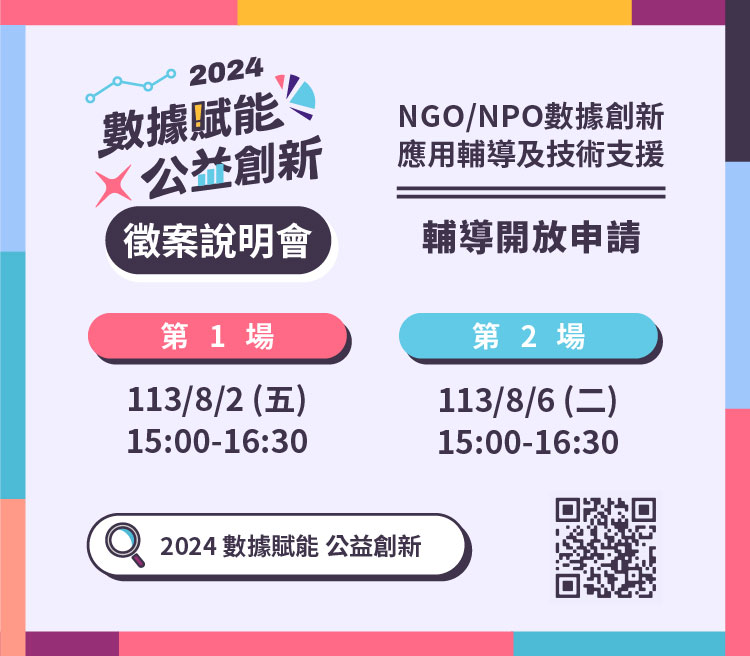 2024
數據賦能
公益創新
徵案說明會
NGO/NPO數據創新
應用輔導及技術支援
輔導開放申請
第 1 場
113/8/2 (五)
15:00-16:30
第 2 場
113/8/6 (二)
15:00-16:30
2024 數據賦能 公益創新